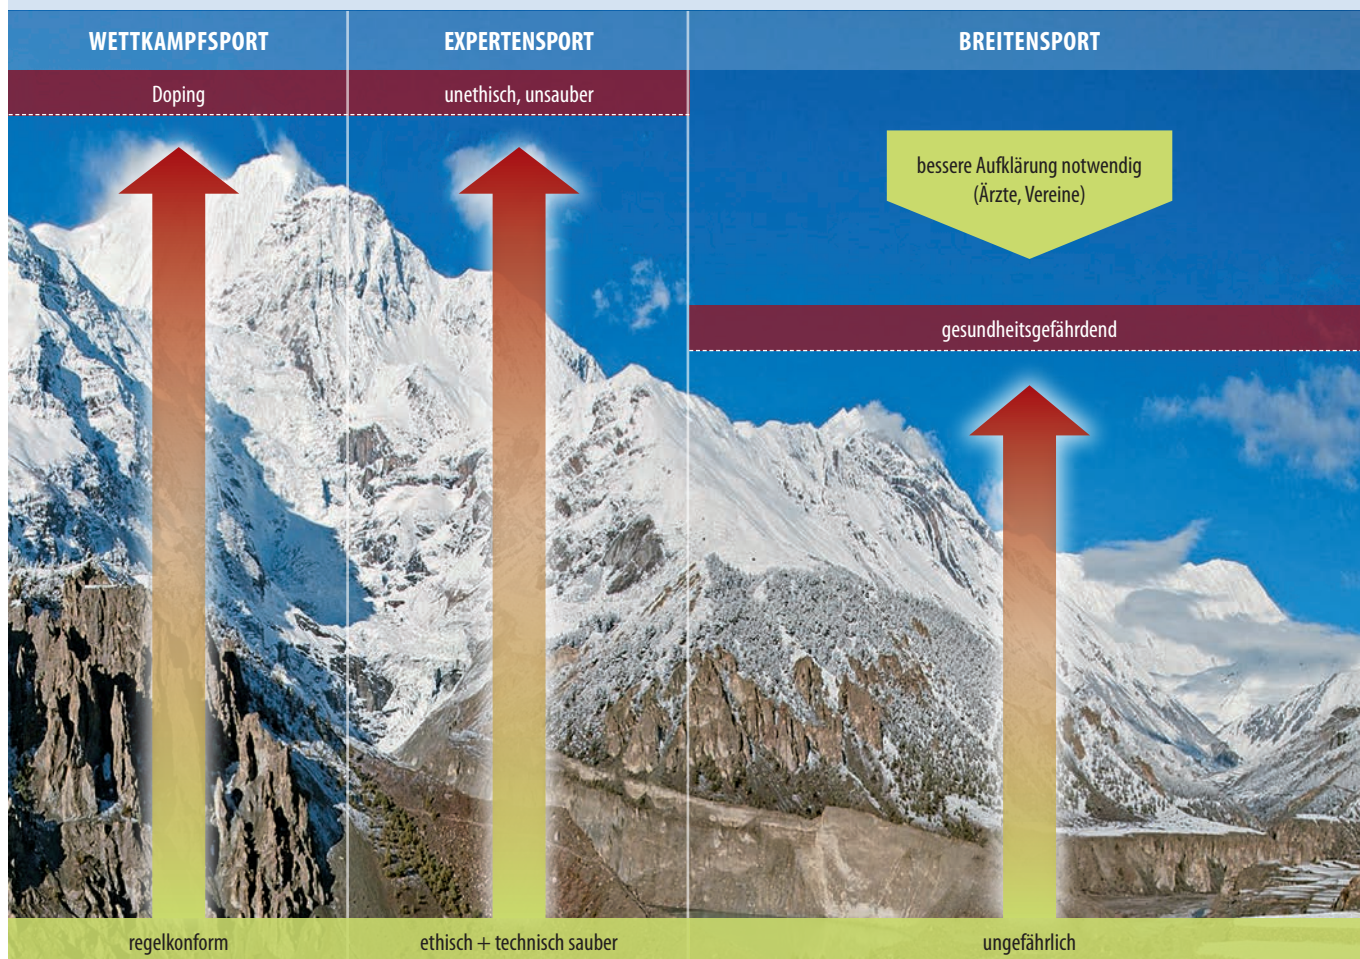 WETTKAMPFSPORT
EXPERTENSPORT
BREITENSPORT
Doping
unethisch, unsauber
bessere Aufklärung notwendig
(Ärzte, Vereine)
gesundheitsgefährdend
regelkonform
ethisch + technisch sauber
ungefährlich